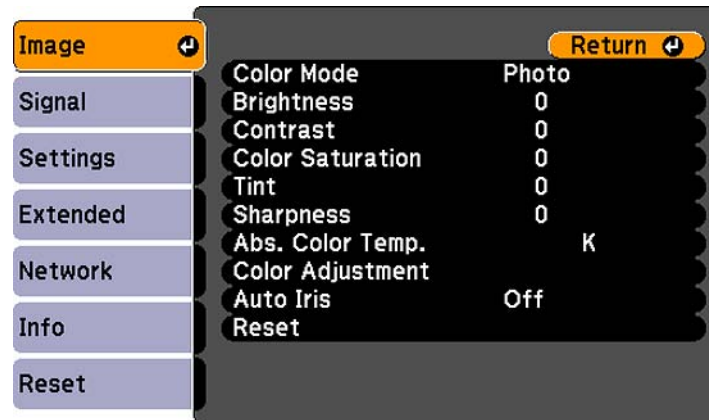 Image
Signal
Settings
Extended
Network
Info
Reset
Return
Color Mode Photo
Brightness 0
Contrast 0
Color Saturation 0
Tint 0
Sharpness 0
Abs. Color Temp. K
Color Adjustment
Auto Iris Off
Reset